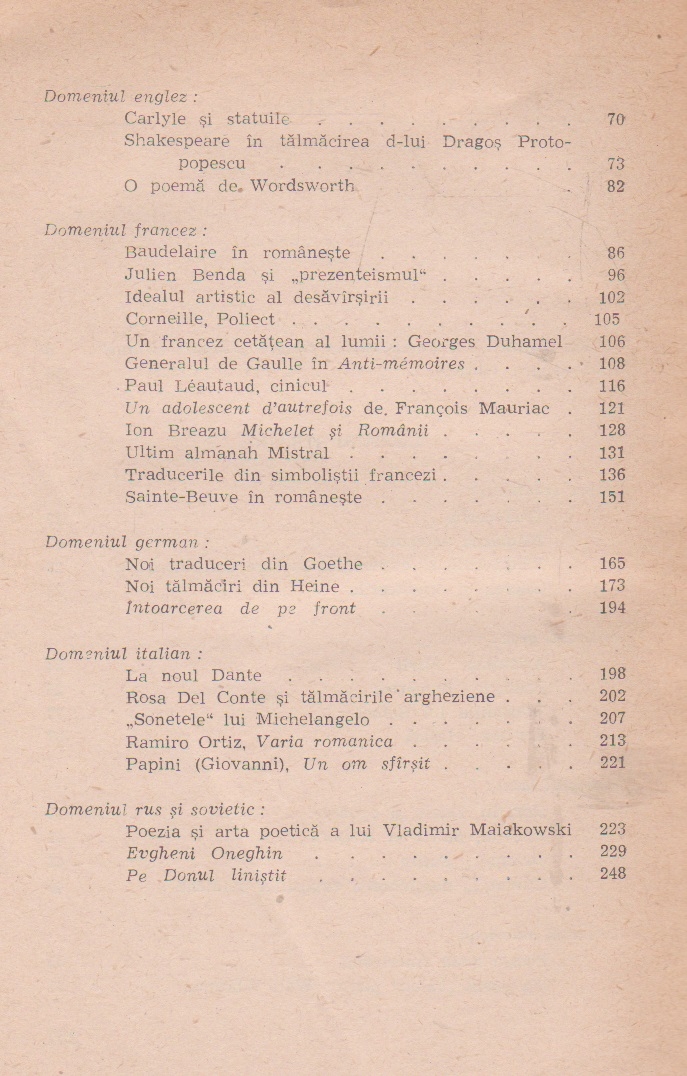 Domeniul englez :
Carlyle și statuile . . . . . . . . . 70
Shakespeare în tălmăcirea d-lui Dragoș Proto-
popescu . . . . . . . . . . 73
O poemă de Wordsworth . 82
Domeniul francez :
Baudelaire în românește . . . . . . 86
Julien Benda și „prezenteismul“ . . . . . 96
Idealul artistic al desăvîrșirii . . . . . . 102
Corneille, Poliect . . . . . . . . . . 105
Un francez cetățean al lumii : Georges Duhamel 106
Generalul de Gaulle în Anti-mémoires . . . . 108
Paul Léautaud, cinicul . . . . . . . . 116
Un adolescent d'autrefois de François Mauriac . 121
Ion Breazu Michelet și Românii . . . . . 128
Ultim almanah Mistral . . . . . . . . 131
Traducerile din simboliștii francezi . . . . . 136
Sainte-Beuve în românește . . . . . . . 151
Domeniul german :
Noi traduceri din Goethe . . . . . . . 165
Noi tălmăciri din Heine . . . . . . . . 173
Intoarcerea de pe front . . . . . . . 194
Domeniul italian :
La noul Dante . . . . . . . . . . 198
Rosa Del Conte și tălmăcirile argheziene . . . 202
„Sonetele“ lui Michelangelo . . . . . . . 207
Ramiro Ortiz, Varia romanica . . . . . . 213
Papini (Giovanni), Un om sfîrșit . . . . . 221
Domeniul rus și sovietic :
Poezia și arta poetică a lui Vladimir Maiakowski 223
Evgheni Oneghin . . . . . . . . . 229
Pe Donul liniștit . . . . . . . . . 248